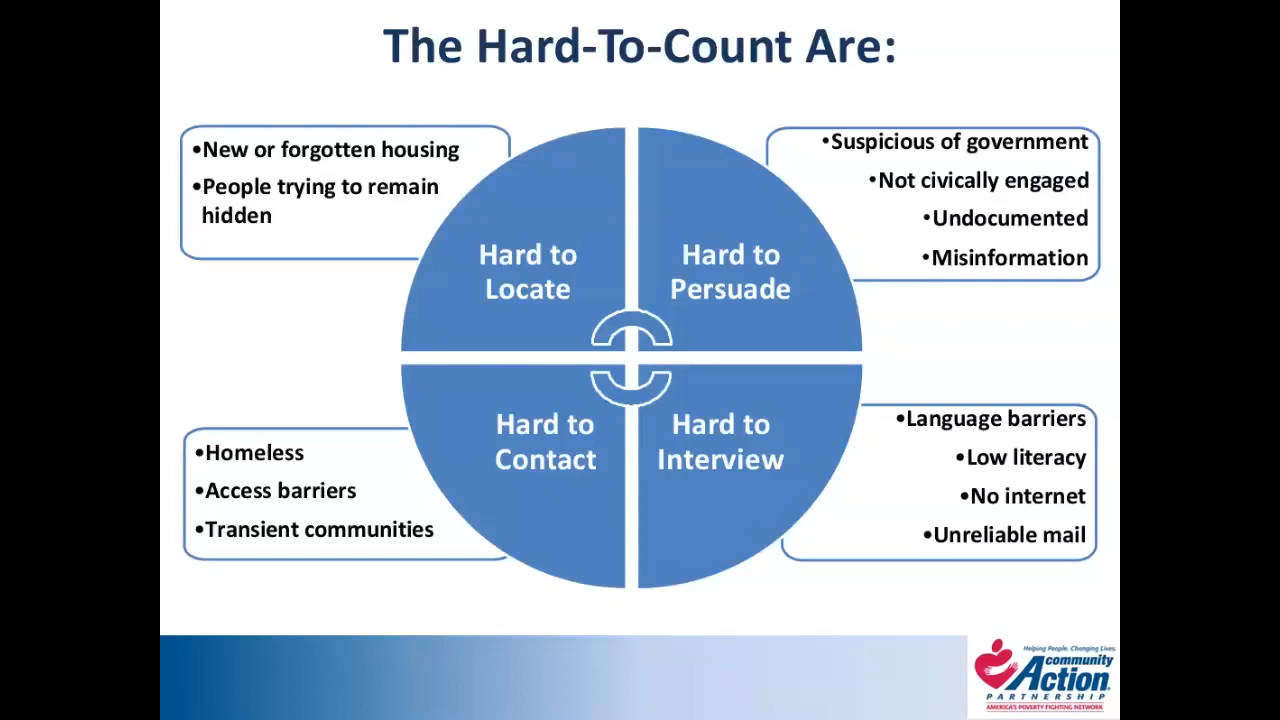 The Hard-To-Count Are:
•New or forgotten housing
•People trying to remain
hidden
•Suspicious of government
•Not civically engaged
•Undocumented
•Misinformation
Hard to
Locate
Hard to
Persuade
Hard to
Contact
Hard to
Interview
•Homeless
•Access barriers
•Transient communities
•Language barriers
•Low literacy
•No internet
•Unreliable mail
Helping People. Changing Lives.
community
Action
PARTNERSHIP
AMERICA'S POVERTY FIGHTING NETWORK